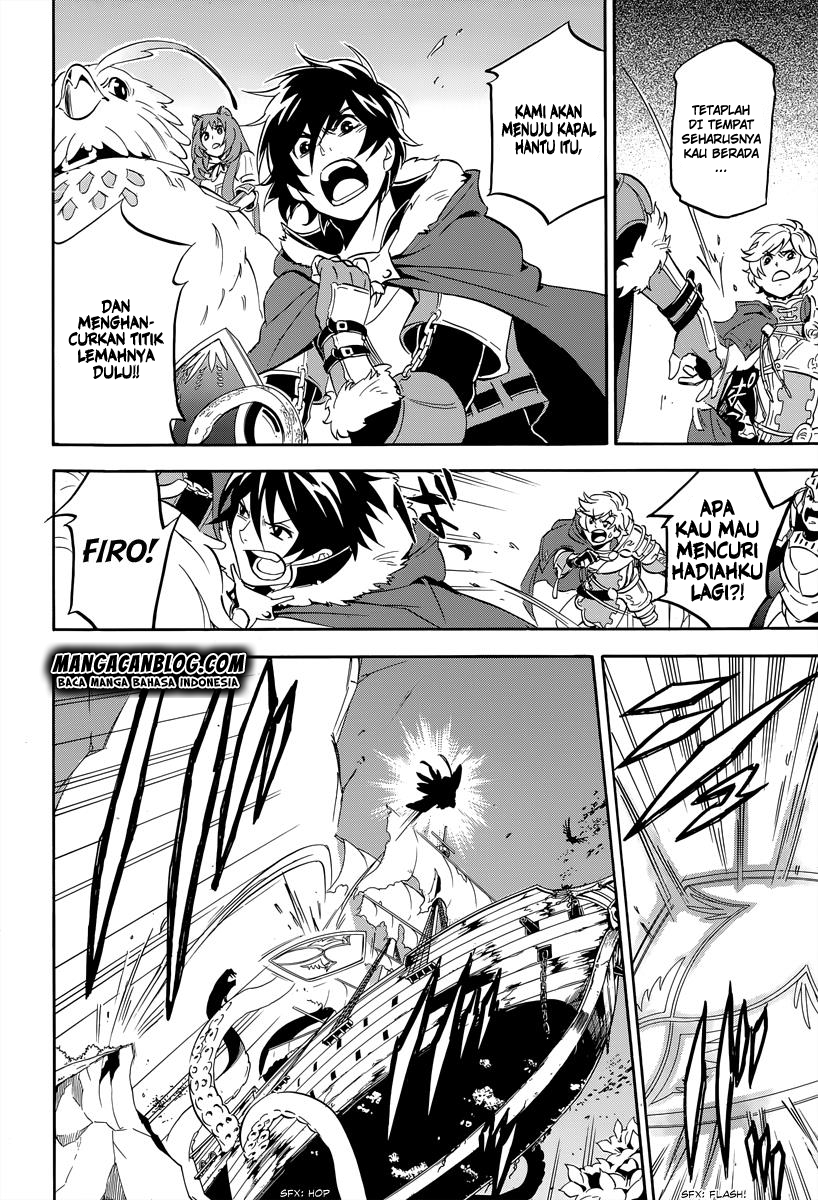 TETAPLAH
DI TEMPAT
SEHARUSNYA
KAU BERADA
...
KAMI AKAN
MENUJU KAPAL
HANTU ITU,
DAN
MENGHAN-
CURKAN TITIK
LEMAHNYA
DULU!!
APA
KAU MAU
MENCURI
HADIAHKU
LAGI?!
FIRO!
MANGACANBLOG.COM
BACA MANGA BAHASA INDONESIA
SFX: FLASH!
SFX: HOP